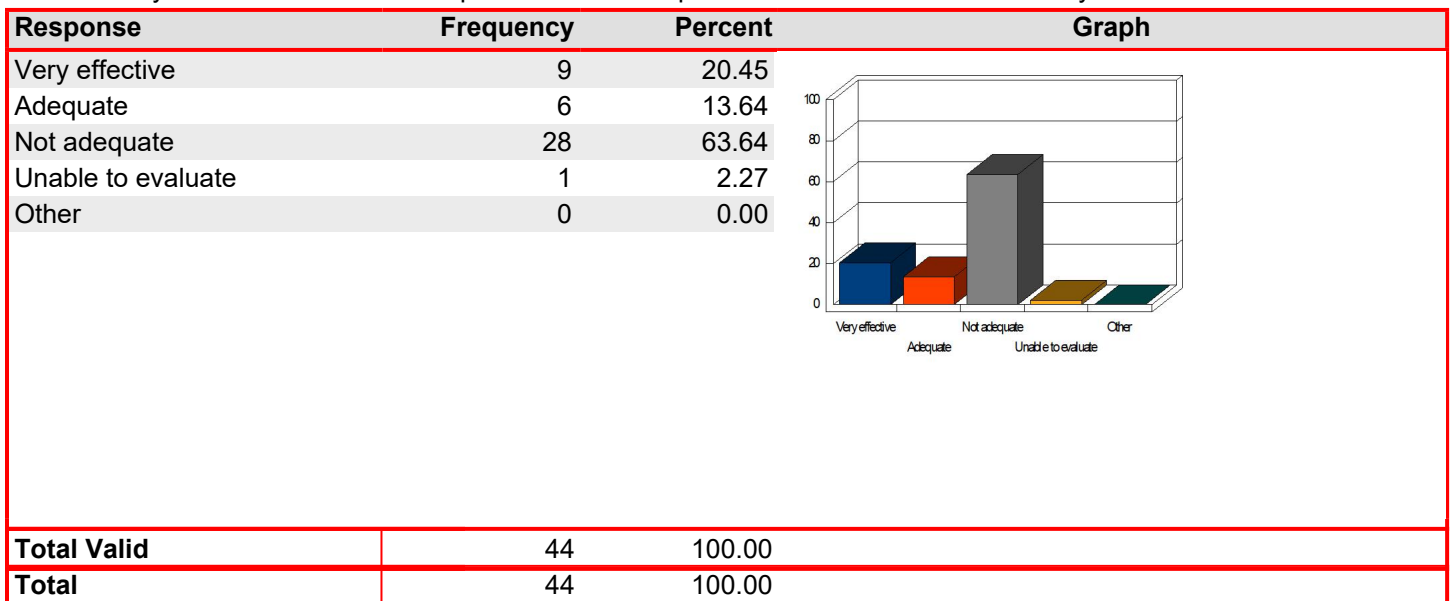 Response Frequency Percent Graph
Very effective 9 20.45
Adequate 6 13.64
Not adequate 28 63.64
Unable to evaluate 1 2.27
Other 0 0.00
100
80
60
40
20
0
Very effective Not adequate Other
Adequate Unable to evaluate
Total Valid 44 100.00
Total 44 100.00